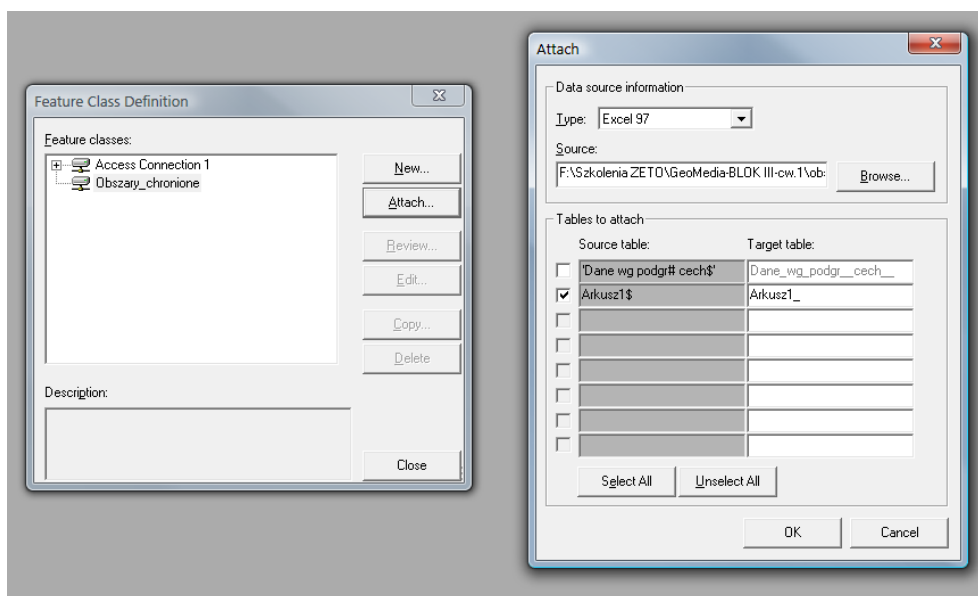 Feature Class Definition
Feature classes:
Access Connection 1
Obszary_chronione
New...
Attach...
Review...
Edit...
Copy...
Delete
Description:
Close
Attach
Data source information
Type: Excel 97
Source:
F:\Szkolenia ZETO\GeoMedia-BLOK III-cw.1\ob
Browse...
Tables to attach
Source table: Target table:
'Dane wg podgr# cech$' Dane_wg_podgr__cech__
Arkusz1$ Arkusz1_
Select All Unselect All
OK Cancel